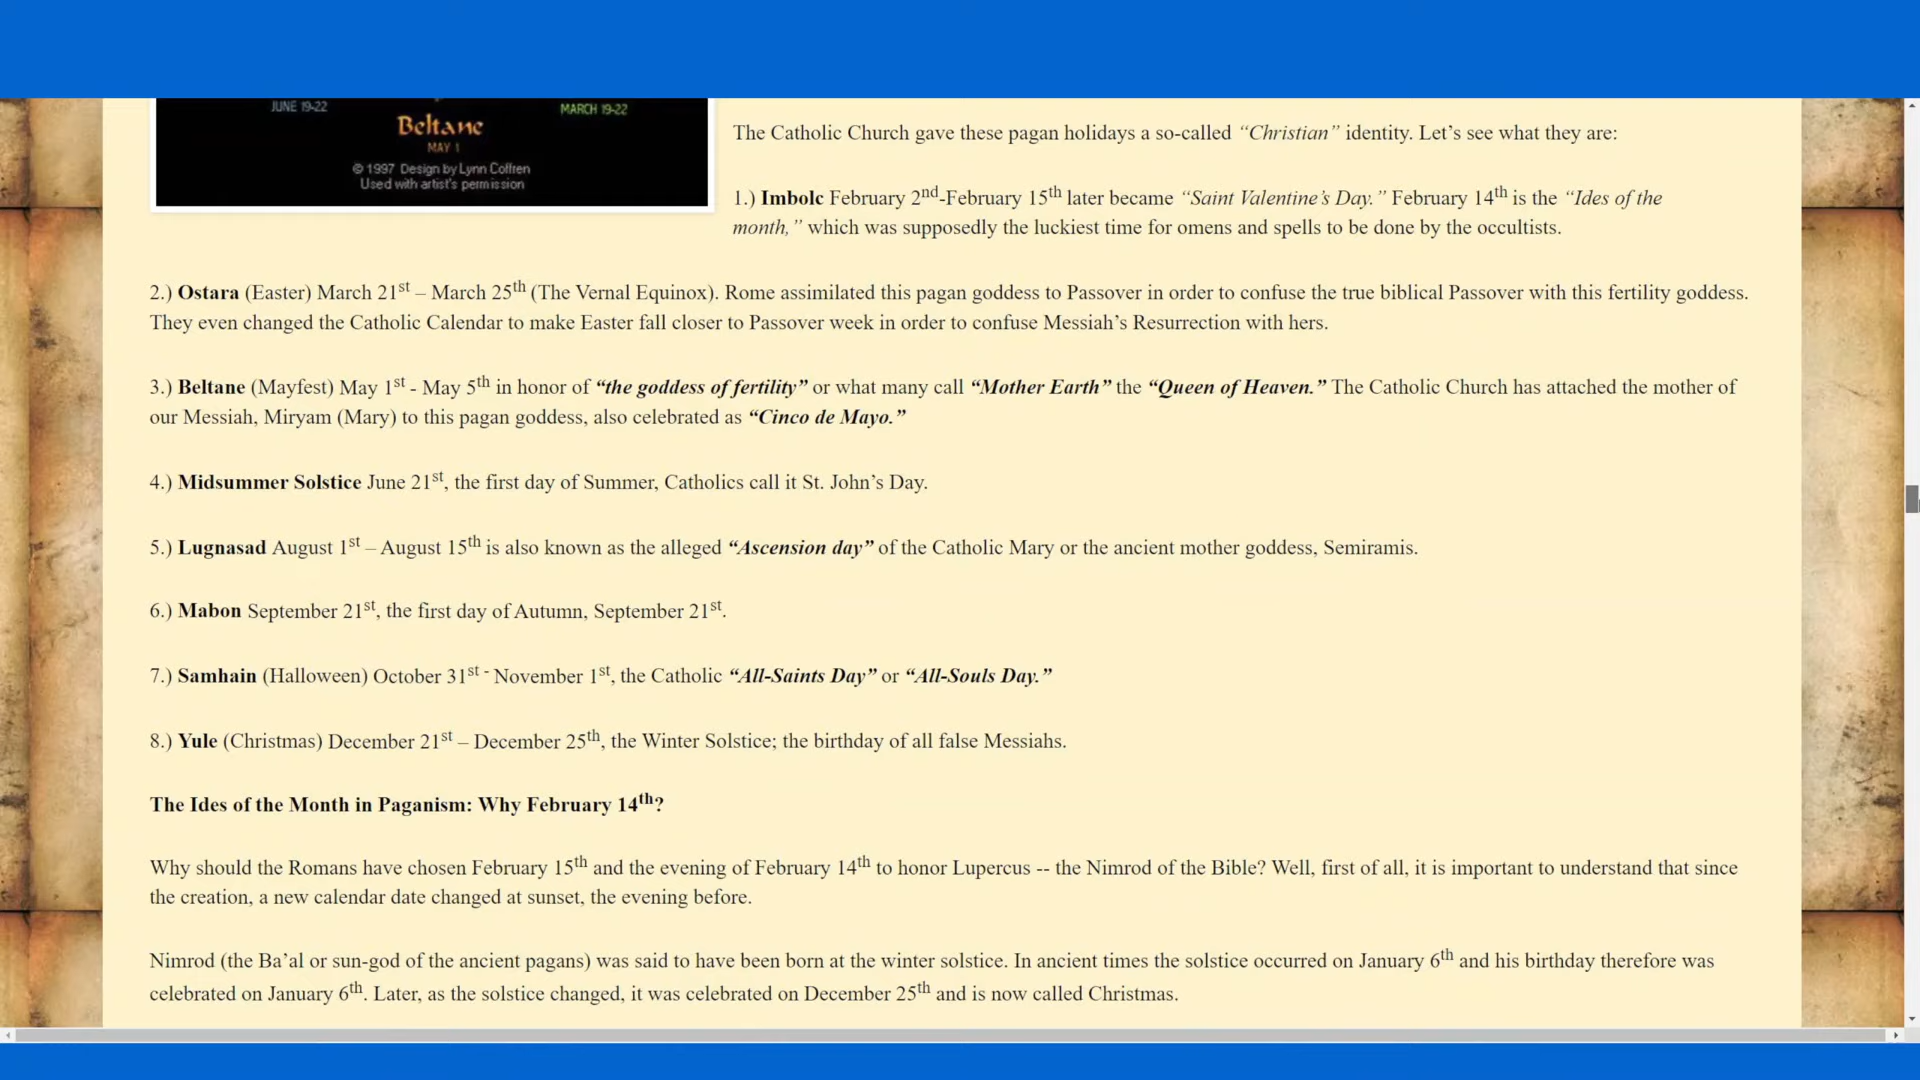 JUNE 19-22
MARCH 19-22
Beltane
MAY 1
© 1997 Design by Lynn Coffren
Used with artist's permission
The Catholic Church gave these pagan holidays a so-called “Christian” identity. Let’s see what they are:
1.) Imbolc February 2nd-February 15th later became “Saint Valentine’s Day.” February 14th is the “Ides of the
month,” which was supposedly the luckiest time for omens and spells to be done by the occultists.
2.) Ostara (Easter) March 21st – March 25th (The Vernal Equinox). Rome assimilated this pagan goddess to Passover in order to confuse the true biblical Passover with this fertility goddess.
They even changed the Catholic Calendar to make Easter fall closer to Passover week in order to confuse Messiah’s Resurrection with hers.
3.) Beltane (Mayfest) May 1st - May 5th in honor of “the goddess of fertility” or what many call “Mother Earth” the “Queen of Heaven.” The Catholic Church has attached the mother of
our Messiah, Miryam (Mary) to this pagan goddess, also celebrated as “Cinco de Mayo.”
4.) Midsummer Solstice June 21st, the first day of Summer, Catholics call it St. John’s Day.
5.) Lugnasad August 1st – August 15th is also known as the alleged “Ascension day” of the Catholic Mary or the ancient mother goddess, Semiramis.
6.) Mabon September 21st, the first day of Autumn, September 21st.
7.) Samhain (Halloween) October 31st - November 1st, the Catholic “All-Saints Day” or “All-Souls Day.”
8.) Yule (Christmas) December 21st – December 25th, the Winter Solstice; the birthday of all false Messiahs.
The Ides of the Month in Paganism: Why February 14th?
Why should the Romans have chosen February 15th and the evening of February 14th to honor Lupercus -- the Nimrod of the Bible? Well, first of all, it is important to understand that since
the creation, a new calendar date changed at sunset, the evening before.
Nimrod (the Ba’al or sun-god of the ancient pagans) was said to have been born at the winter solstice. In ancient times the solstice occurred on January 6th and his birthday therefore was
celebrated on January 6th. Later, as the solstice changed, it was celebrated on December 25th and is now called Christmas.